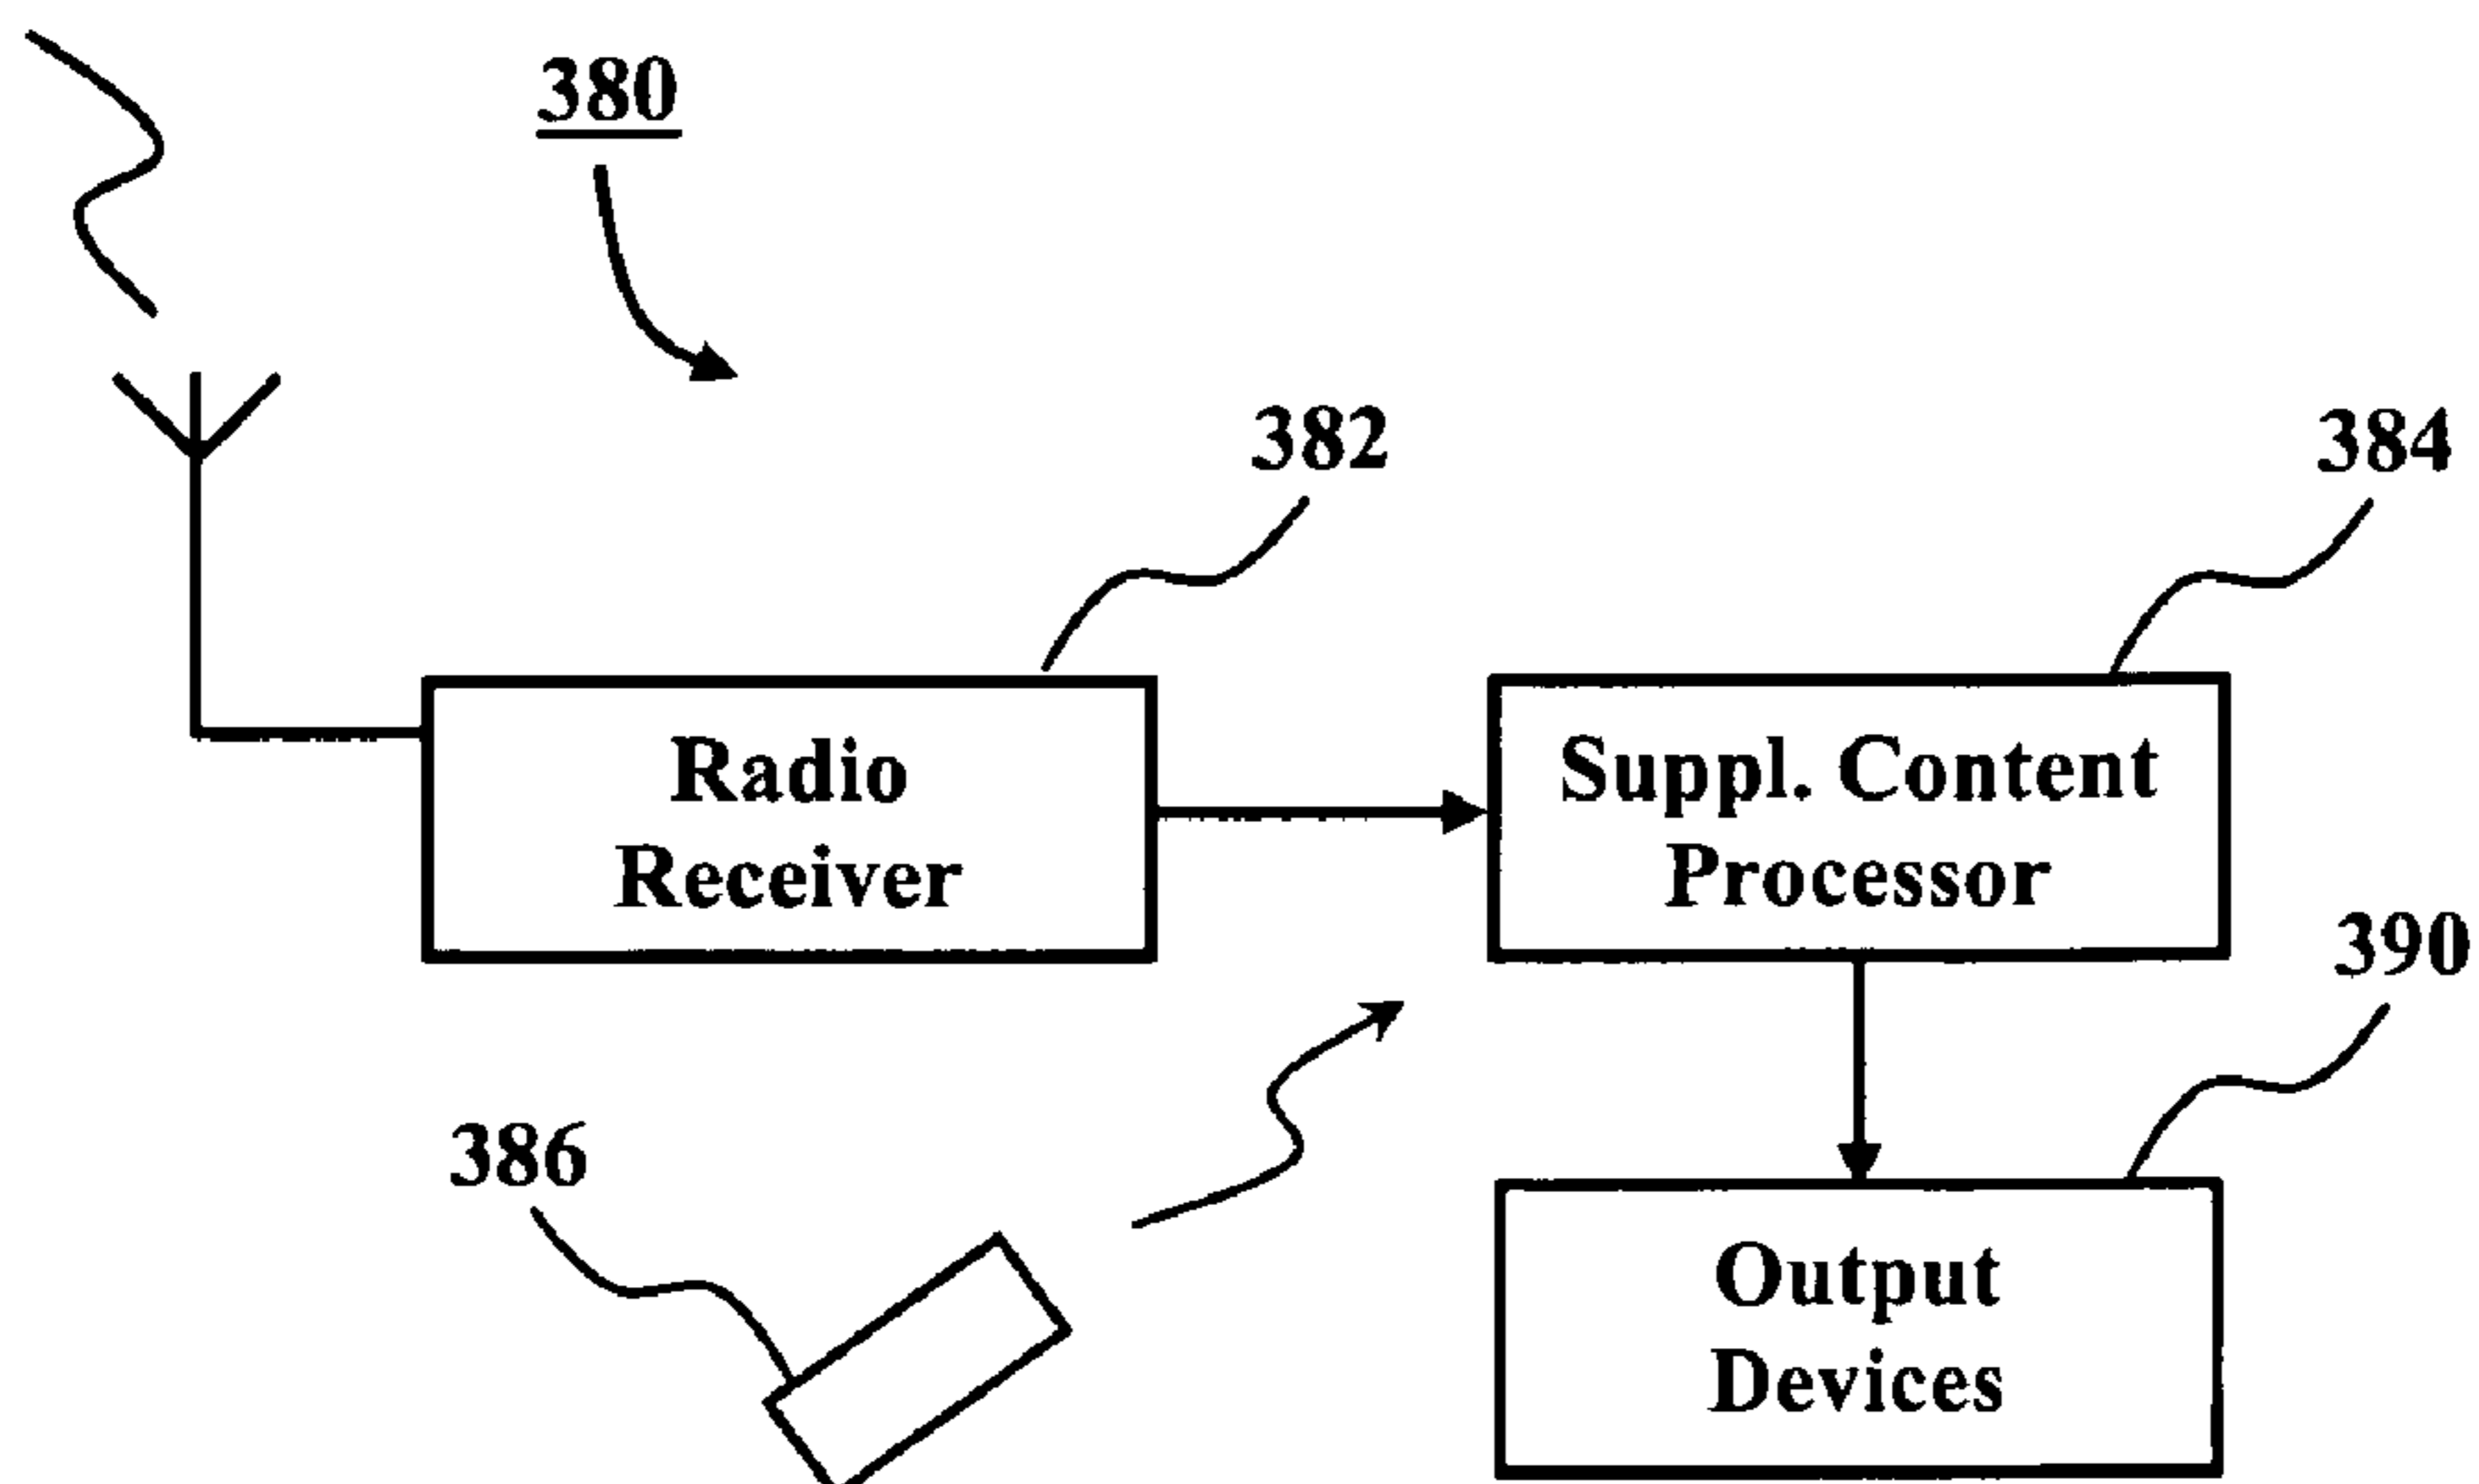 380
382
384
Radio
Receiver
Suppl. Content
Processor
390
386
Output
Devices